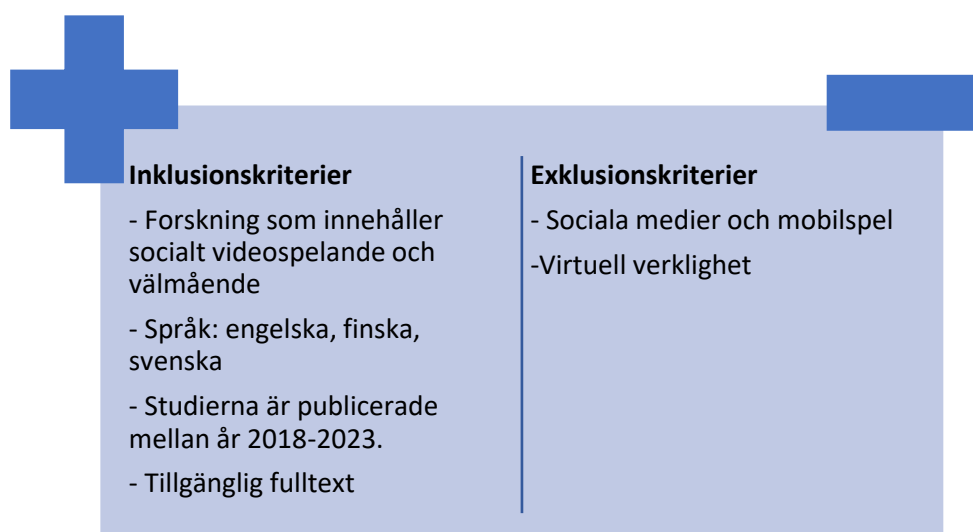 Inklusionskriterier
- Forskning som innehåller
socialt videospelande och
välmående
- Språk: engelska, finska,
svenska
- Studierna är publicerade
mellan år 2018-2023.
- Tillgänglig fulltext
Exklusionskriterier
- Sociala medier och mobilspel
-Virtuell verklighet